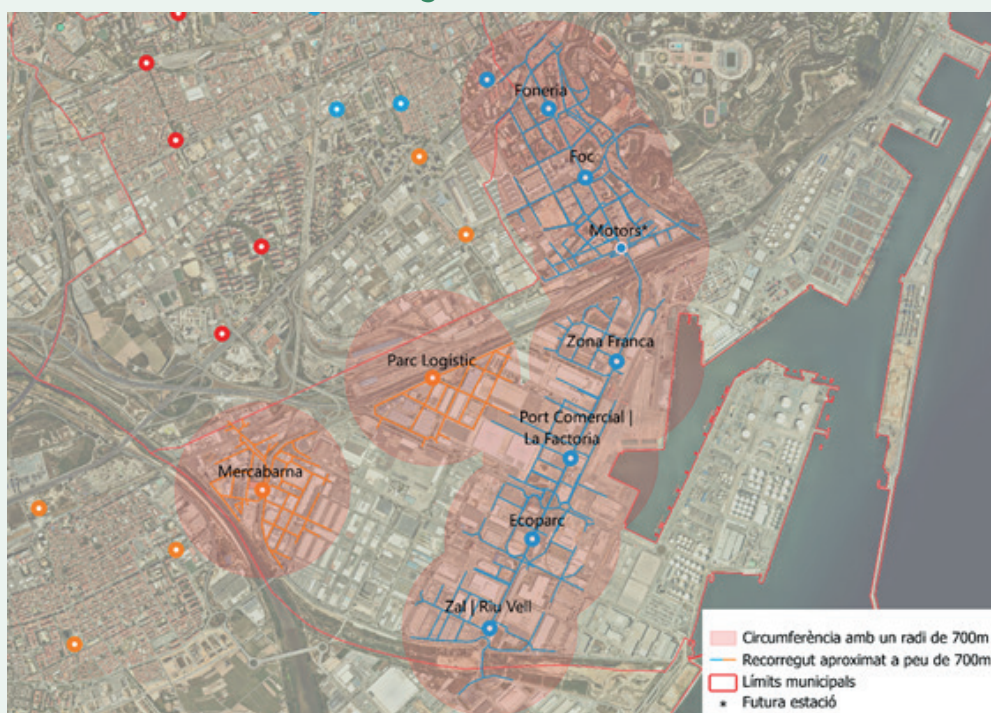 Foneria
Foc
Motors*
Zona Franca
Parc Logístic
Port Comercial |
La Factoria
Mercabarna
Ecoparc
Zal | Riu Vell
Circumferència amb un radi de 700m
Recorregut aproximat a peu de 700m
Límits municipals
* Futura estació